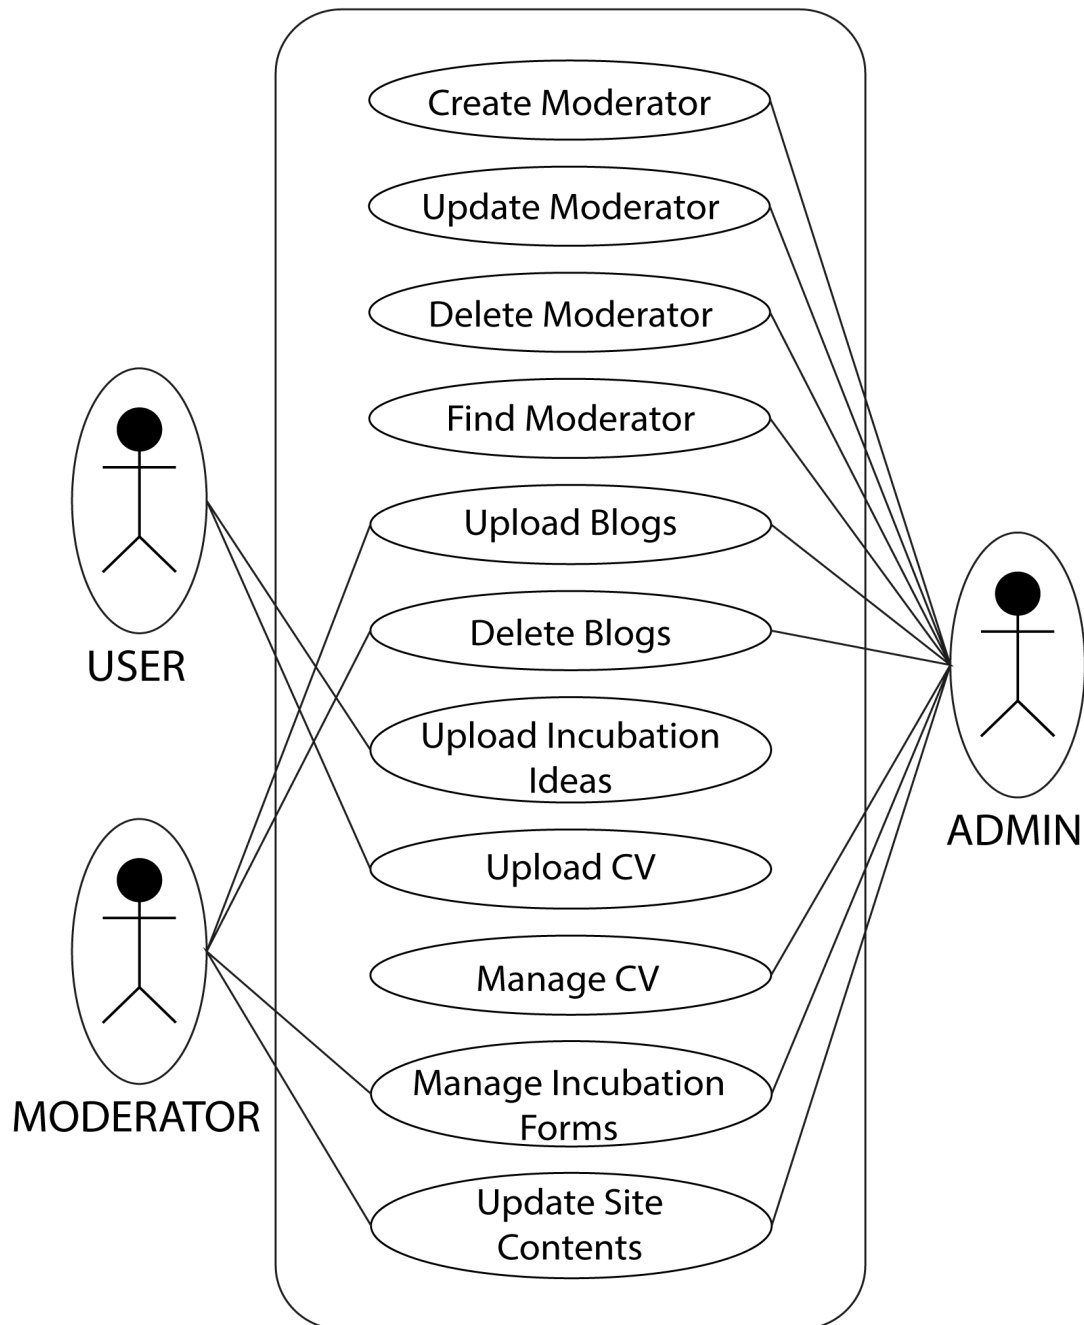 Create Moderator
Update Moderator
Delete Moderator
Find Moderator
Upload Blogs
Delete Blogs
USER
Upload Incubation
Ideas
ADMIN
Upload CV
Manage CV
MODERATOR
Manage Incubation
Forms
Update Site
Contents